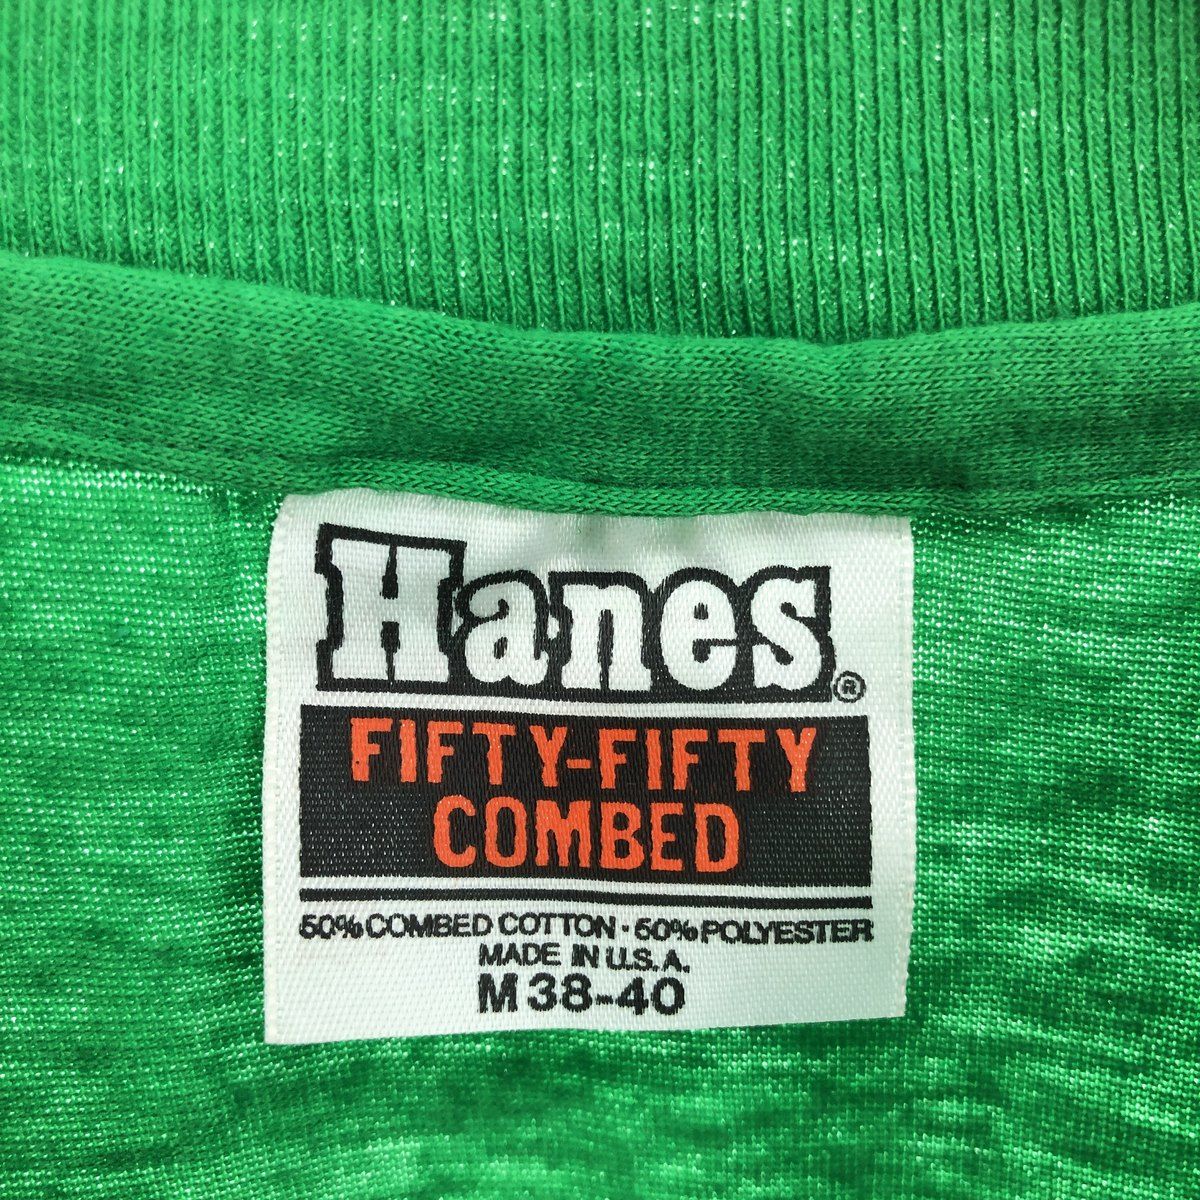 Hanes®
FIFTY-FIFTY
COMBED
50% COMBED COTTON · 50% POLYESTER
MADE IN U.S.A.
M 38-40